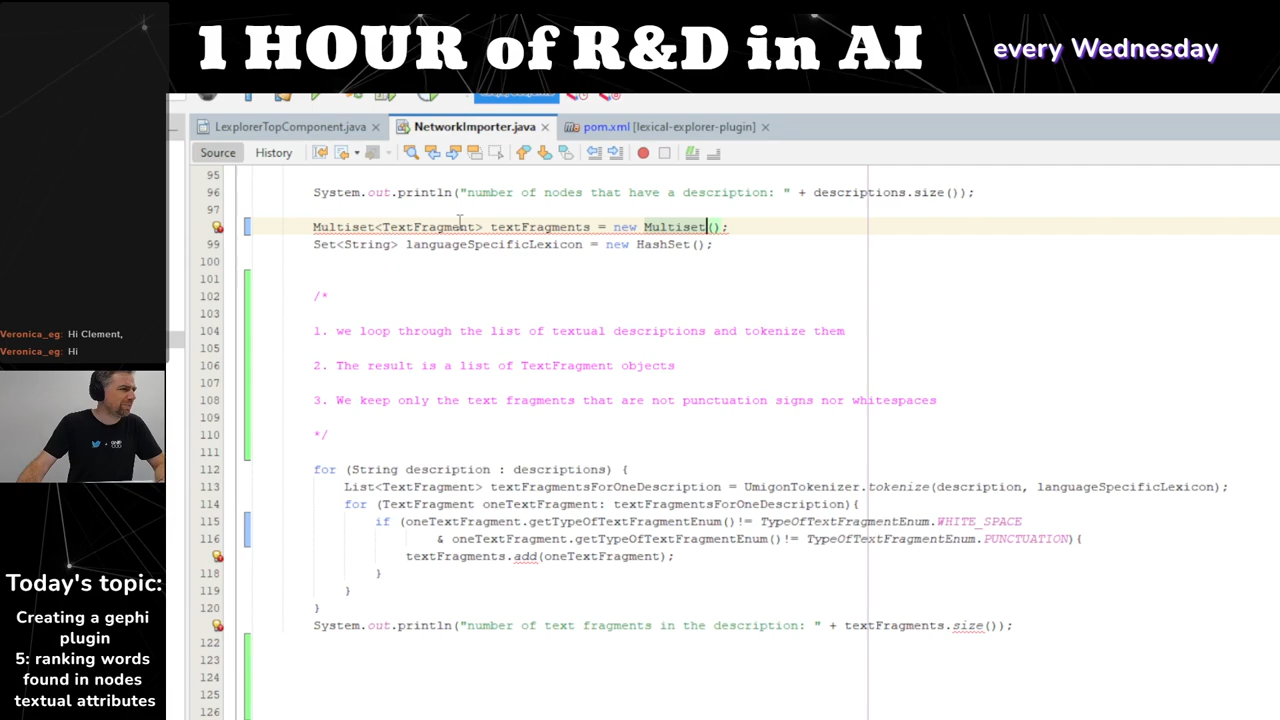 1 HOUR of R&D in AI
every Wednesday
LexplorerTopComponent.java
NetworkImporter.java
pom.xml [lexical-explorer-plugin]
Source
History
95
96 System.out.println("number of nodes that have a description: " + descriptions.size());
97
Multiset<TextFragment> textFragments = new Multiset();
99 Set<String> languageSpecificLexicon = new HashSet();
100
101
102 /*
103
104 1. we loop through the list of textual descriptions and tokenize them
105
106 2. The result is a list of TextFragment objects
107
108 3. We keep only the text fragments that are not punctuation signs nor whitespaces
109
110 */
111
112 for (String description : descriptions) {
113 List<TextFragment> textFragmentsForOneDescription = UmigonTokenizer.tokenize(description, languageSpecificLexicon);
114 for (TextFragment oneTextFragment: textFragmentsForOneDescription){
115 if (oneTextFragment.getTypeOfTextFragmentEnum()!= TypeOfTextFragmentEnum.WHITE_SPACE
116 & oneTextFragment.getTypeOfTextFragmentEnum()!= TypeOfTextFragmentEnum.PUNCTUATION){
textFragments.add(oneTextFragment);
118 }
119 }
120 }
System.out.println("number of text fragments in the description: " + textFragments.size());
122
123
124
125
126
Veronica_eg: Hi Clement,
Veronica_eg: Hi
Today's topic:
Creating a gephi
plugin
5: ranking words
found in nodes
textual attributes